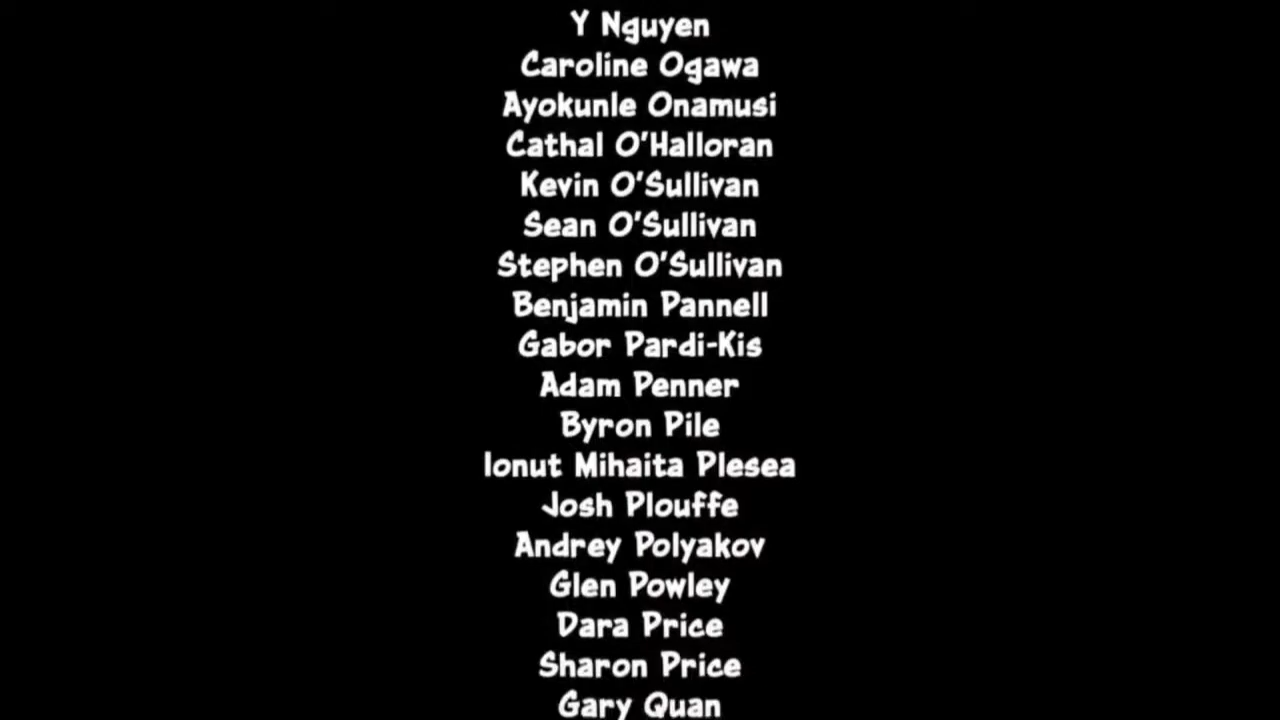 Y Nguyen
Caroline Ogawa
Ayokunle Onamusi
Cathal O'Halloran
Kevin O'Sullivan
Sean O'Sullivan
Stephen O'Sullivan
Benjamin Pannell
Gabor Pardi-Kis
Adam Penner
Byron Pile
Ionut Mihaita Plesea
Josh Plouffe
Andrey Polyakov
Glen Powley
Dara Price
Sharon Price
Gary Quan